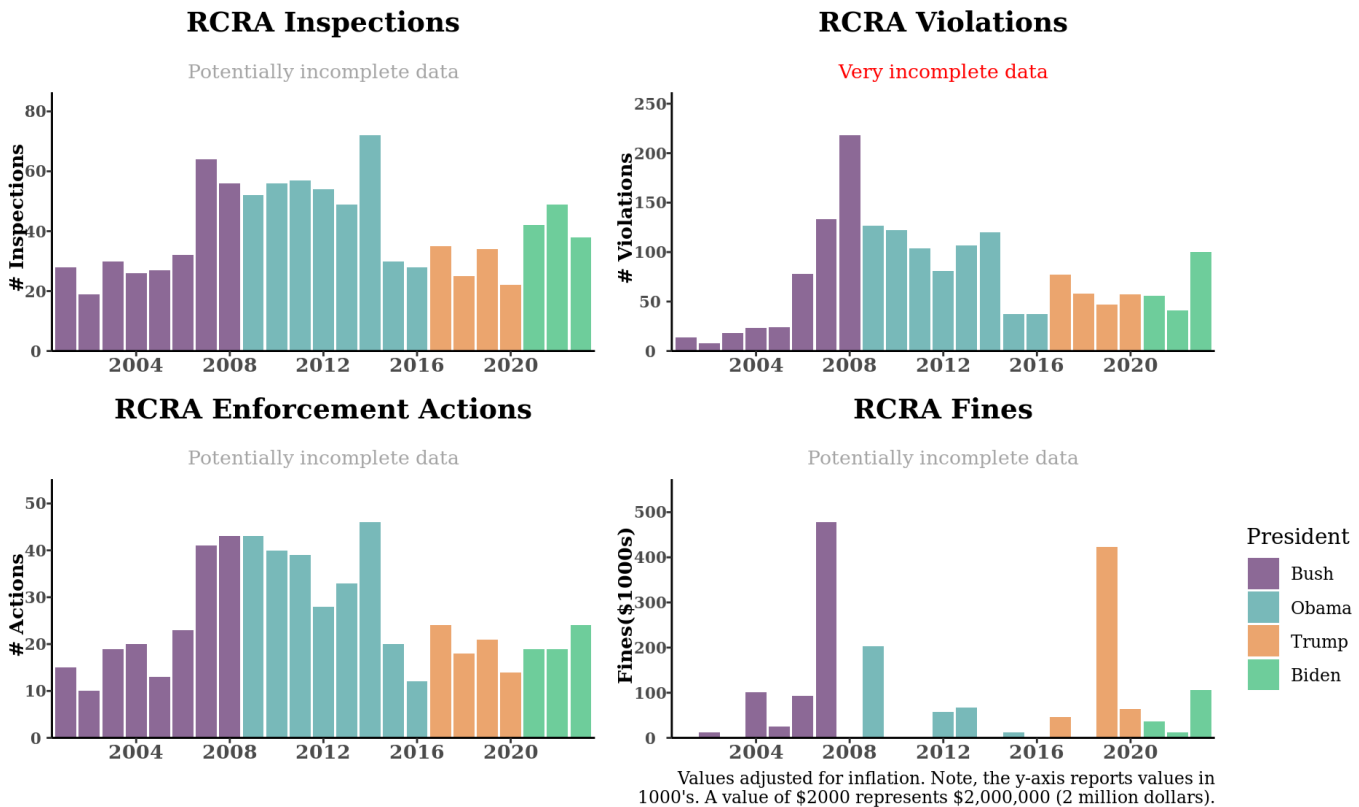 RCRA Inspections
Potentially incomplete data
# Inspections
80
60
40
20
0
2004 2008 2012 2016 2020
RCRA Violations
Very incomplete data
# Violations
250
200
150
100
50
0
2004 2008 2012 2016 2020
RCRA Enforcement Actions
Potentially incomplete data
# Actions
50
40
30
20
10
0
2004 2008 2012 2016 2020
RCRA Fines
Potentially incomplete data
Fines($1000s)
500
400
300
200
100
0
2004 2008 2012 2016 2020
President
Bush
Obama
Trump
Biden
Values adjusted for inflation. Note, the y-axis reports values in
1000's. A value of $2000 represents $2,000,000 (2 million dollars).